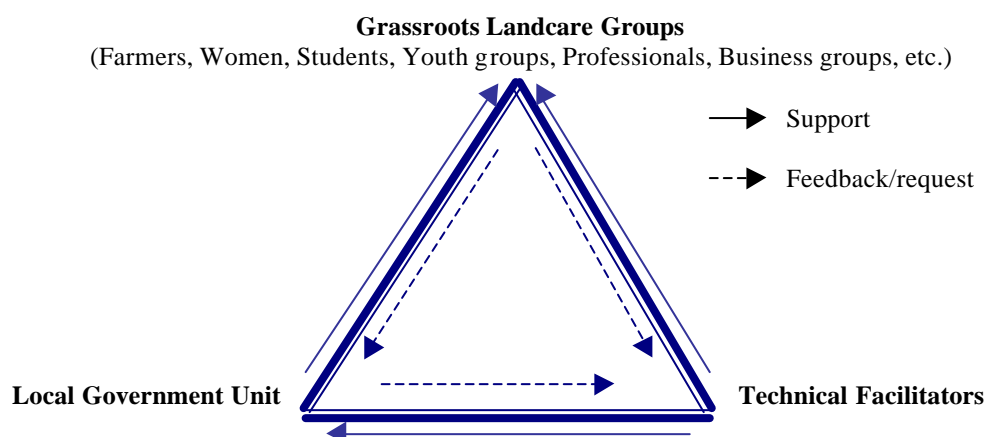 Grassroots Landcare Groups
(Farmers, Women, Students, Youth groups, Professionals, Business groups, etc.)
Support
Feedback/request
Local Government Unit
Technical Facilitators